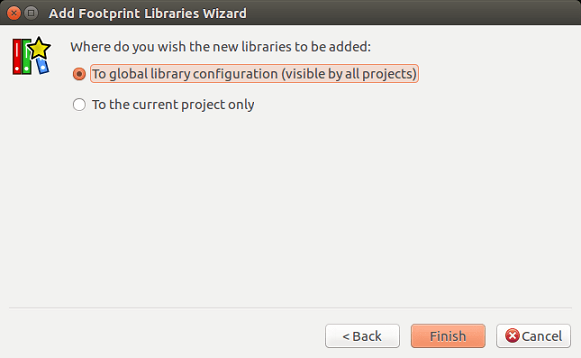 Add Footprint Libraries Wizard
Where do you wish the new libraries to be added:
To global library configuration (visible by all projects)
To the current project only
< Back Finish Cancel